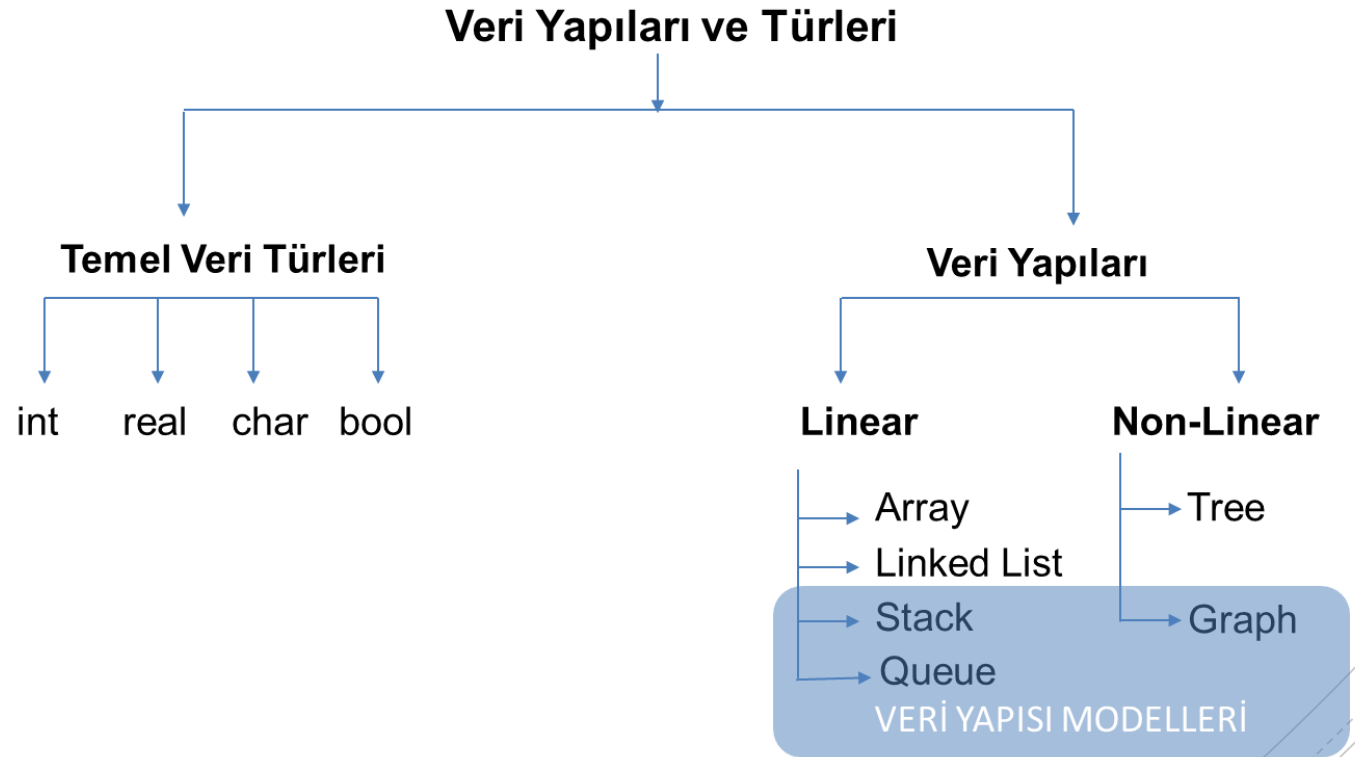 Veri Yapıları ve Türleri
Temel Veri Türleri
Veri Yapıları
int real char bool
Linear
Non-Linear
Array
Linked List
Stack
Queue
Tree
Graph
VERİ YAPISI MODELLERİ